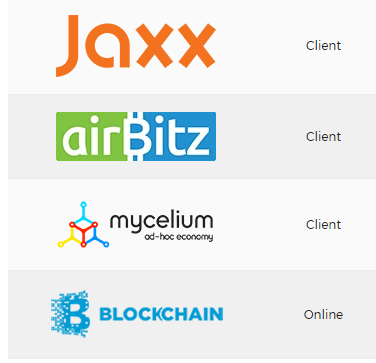 Jaxx
Client
airBitz
Client
mycelium
ad-hoc economy
Client
BLOCKCHAIN
Online